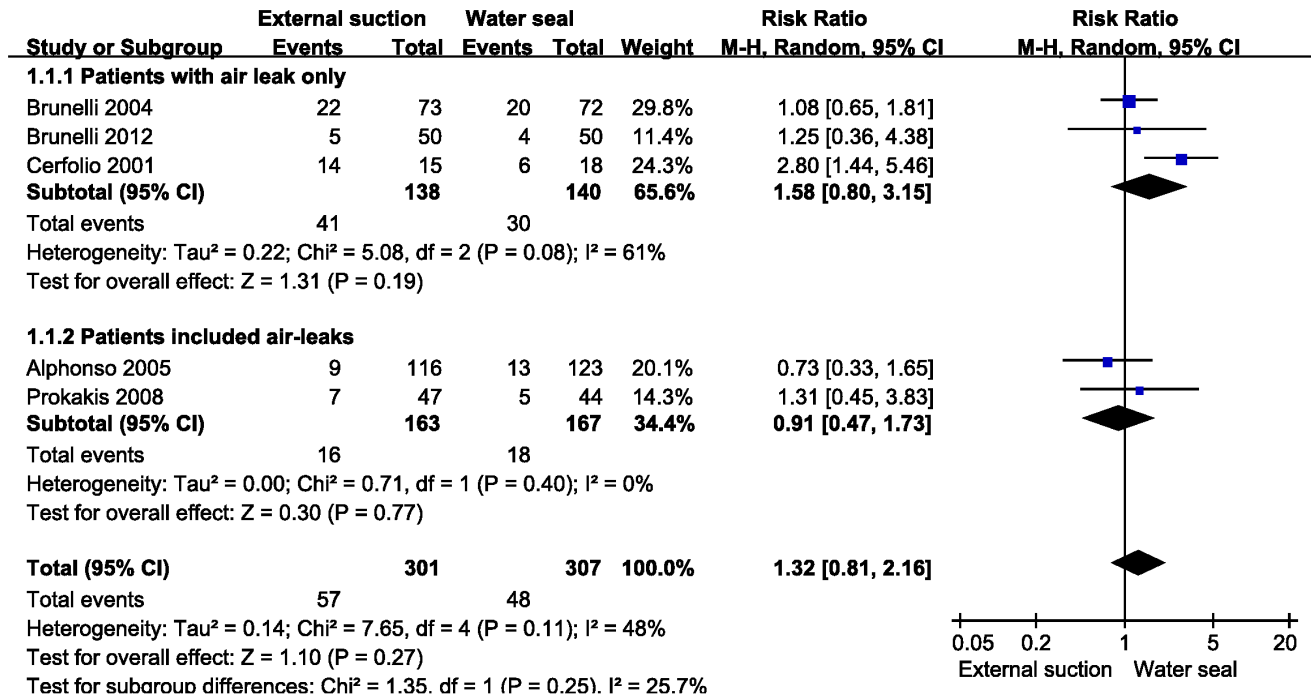 External suction Water seal Risk Ratio Risk Ratio
Study or Subgroup Events Total Events Total Weight M-H, Random, 95% CI M-H, Random, 95% CI
1.1.1 Patients with air leak only
Brunelli 2004 22 73 20 72 29.8% 1.08 [0.65, 1.81]
Brunelli 2012 5 50 4 50 11.4% 1.25 [0.36, 4.38]
Cerfolio 2001 14 15 6 18 24.3% 2.80 [1.44, 5.46]
Subtotal (95% CI) 138 140 65.6% 1.58 [0.80, 3.15]
Total events 41 30
Heterogeneity: Tau² = 0.22; Chi² = 5.08, df = 2 (P = 0.08); I² = 61%
Test for overall effect: Z = 1.31 (P = 0.19)
1.1.2 Patients included air-leaks
Alphonso 2005 9 116 13 123 20.1% 0.73 [0.33, 1.65]
Prokakis 2008 7 47 5 44 14.3% 1.31 [0.45, 3.83]
Subtotal (95% CI) 163 167 34.4% 0.91 [0.47, 1.73]
Total events 16 18
Heterogeneity: Tau² = 0.00; Chi² = 0.71, df = 1 (P = 0.40); I² = 0%
Test for overall effect: Z = 0.30 (P = 0.77)
Total (95% CI) 301 307 100.0% 1.32 [0.81, 2.16]
Total events 57 48
Heterogeneity: Tau² = 0.14; Chi² = 7.65, df = 4 (P = 0.11); I² = 48%
Test for overall effect: Z = 1.10 (P = 0.27)
Test for subgroup differences: Chi² = 1.35, df = 1 (P = 0.25), I² = 25.7%
0.05 0.2 1 5 20
External suction Water seal